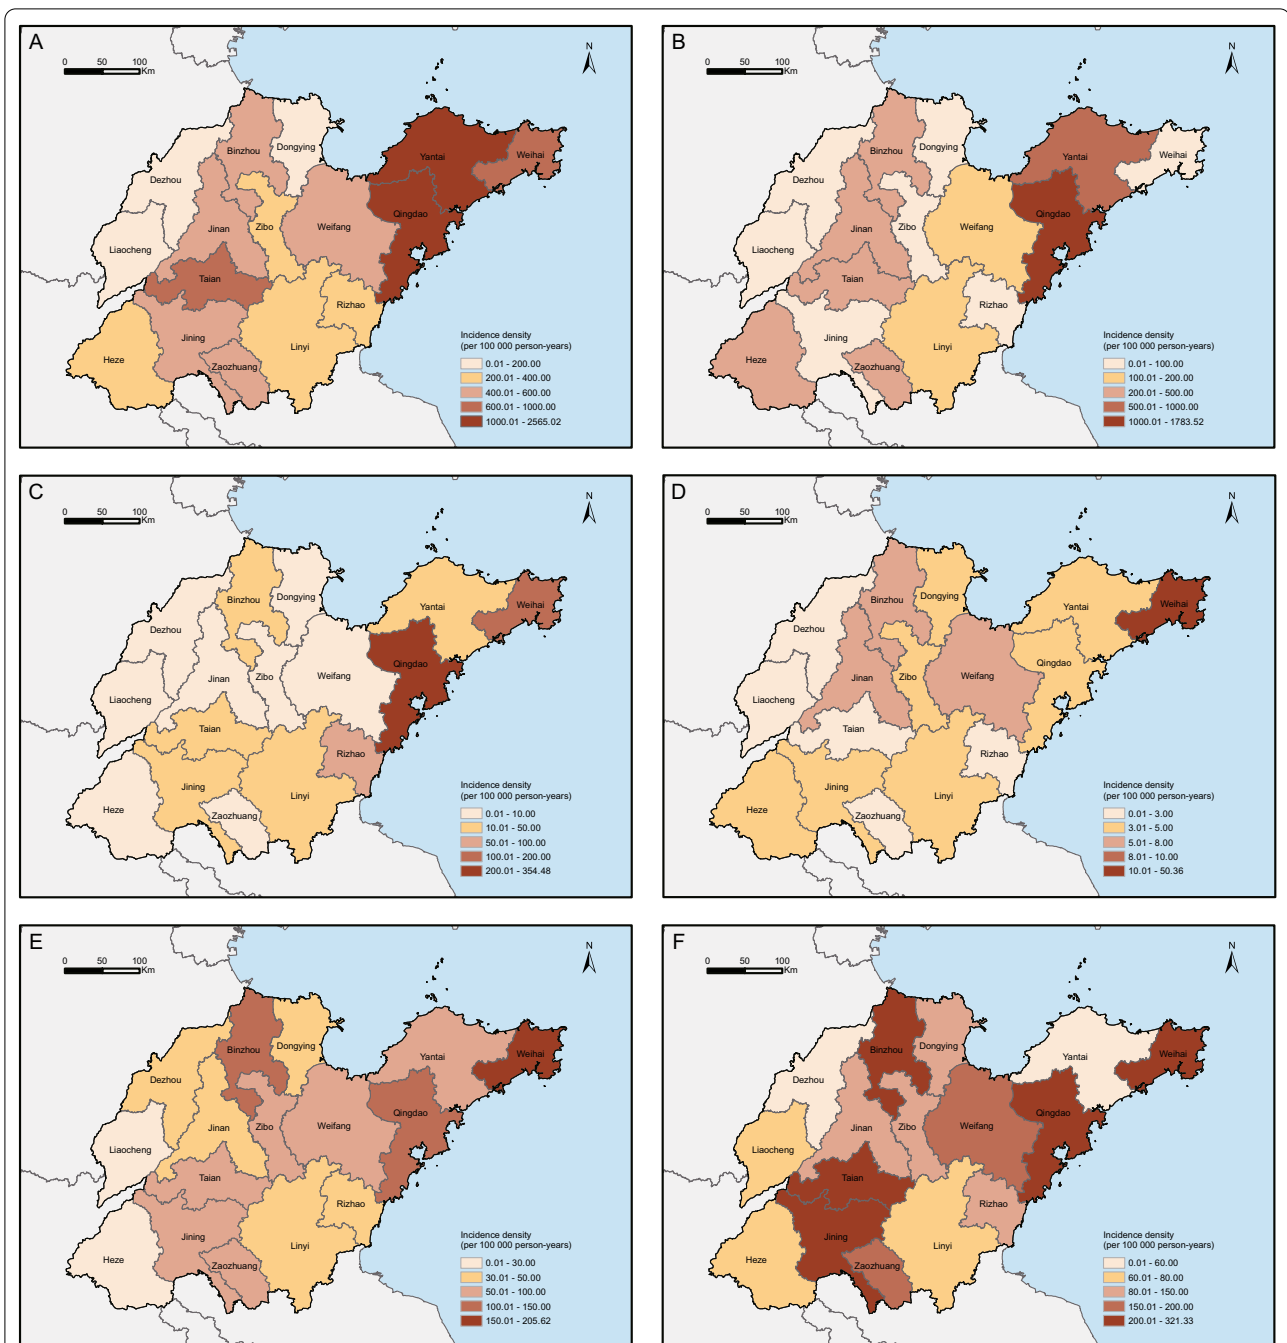 A
N
0 50 100
Km
Binzhou
Dongying
Yantai
Weihai
Dezhou
Qingdao
Jinan
Zibo
Weifang
Liaocheng
Taian
Rizhao
Jining
Linyi
Heze
Zaozhuang
Incidence density
(per 100 000 person-years)
0.01 - 200.00
200.01 - 400.00
400.01 - 600.00
600.01 - 1000.00
1000.01 - 2565.02
B
N
0 50 100
Km
Binzhou
Dongying
Yantai
Weihai
Dezhou
Qingdao
Jinan
Zibo
Weifang
Liaocheng
Taian
Rizhao
Jining
Linyi
Heze
Zaozhuang
Incidence density
(per 100 000 person-years)
0.01 - 100.00
100.01 - 200.00
200.01 - 500.00
500.01 - 1000.00
1000.01 - 1783.52
C
N
0 50 100
Km
Binzhou
Dongying
Yantai
Weihai
Dezhou
Qingdao
Jinan
Zibo
Weifang
Liaocheng
Taian
Rizhao
Jining
Linyi
Heze
Zaozhuang
Incidence density
(per 100 000 person-years)
0.01 - 10.00
10.01 - 50.00
50.01 - 100.00
100.01 - 200.00
200.01 - 354.48
D
N
0 50 100
Km
Binzhou
Dongying
Yantai
Weihai
Dezhou
Qingdao
Jinan
Zibo
Weifang
Liaocheng
Taian
Rizhao
Jining
Linyi
Heze
Zaozhuang
Incidence density
(per 100 000 person-years)
0.01 - 3.00
3.01 - 5.00
5.01 - 8.00
8.01 - 10.00
10.01 - 50.36
E
N
0 50 100
Km
Binzhou
Dongying
Yantai
Weihai
Dezhou
Qingdao
Jinan
Zibo
Weifang
Liaocheng
Taian
Rizhao
Jining
Linyi
Heze
Zaozhuang
Incidence density
(per 100 000 person-years)
0.01 - 30.00
30.01 - 50.00
50.01 - 100.00
100.01 - 150.00
150.01 - 205.62
F
N
0 50 100
Km
Binzhou
Dongying
Yantai
Weihai
Dezhou
Qingdao
Jinan
Zibo
Weifang
Liaocheng
Taian
Rizhao
Jining
Linyi
Heze
Zaozhuang
Incidence density
(per 100 000 person-years)
0.01 - 60.00
60.01 - 80.00
80.01 - 150.00
150.01 - 200.00
200.01 - 321.33